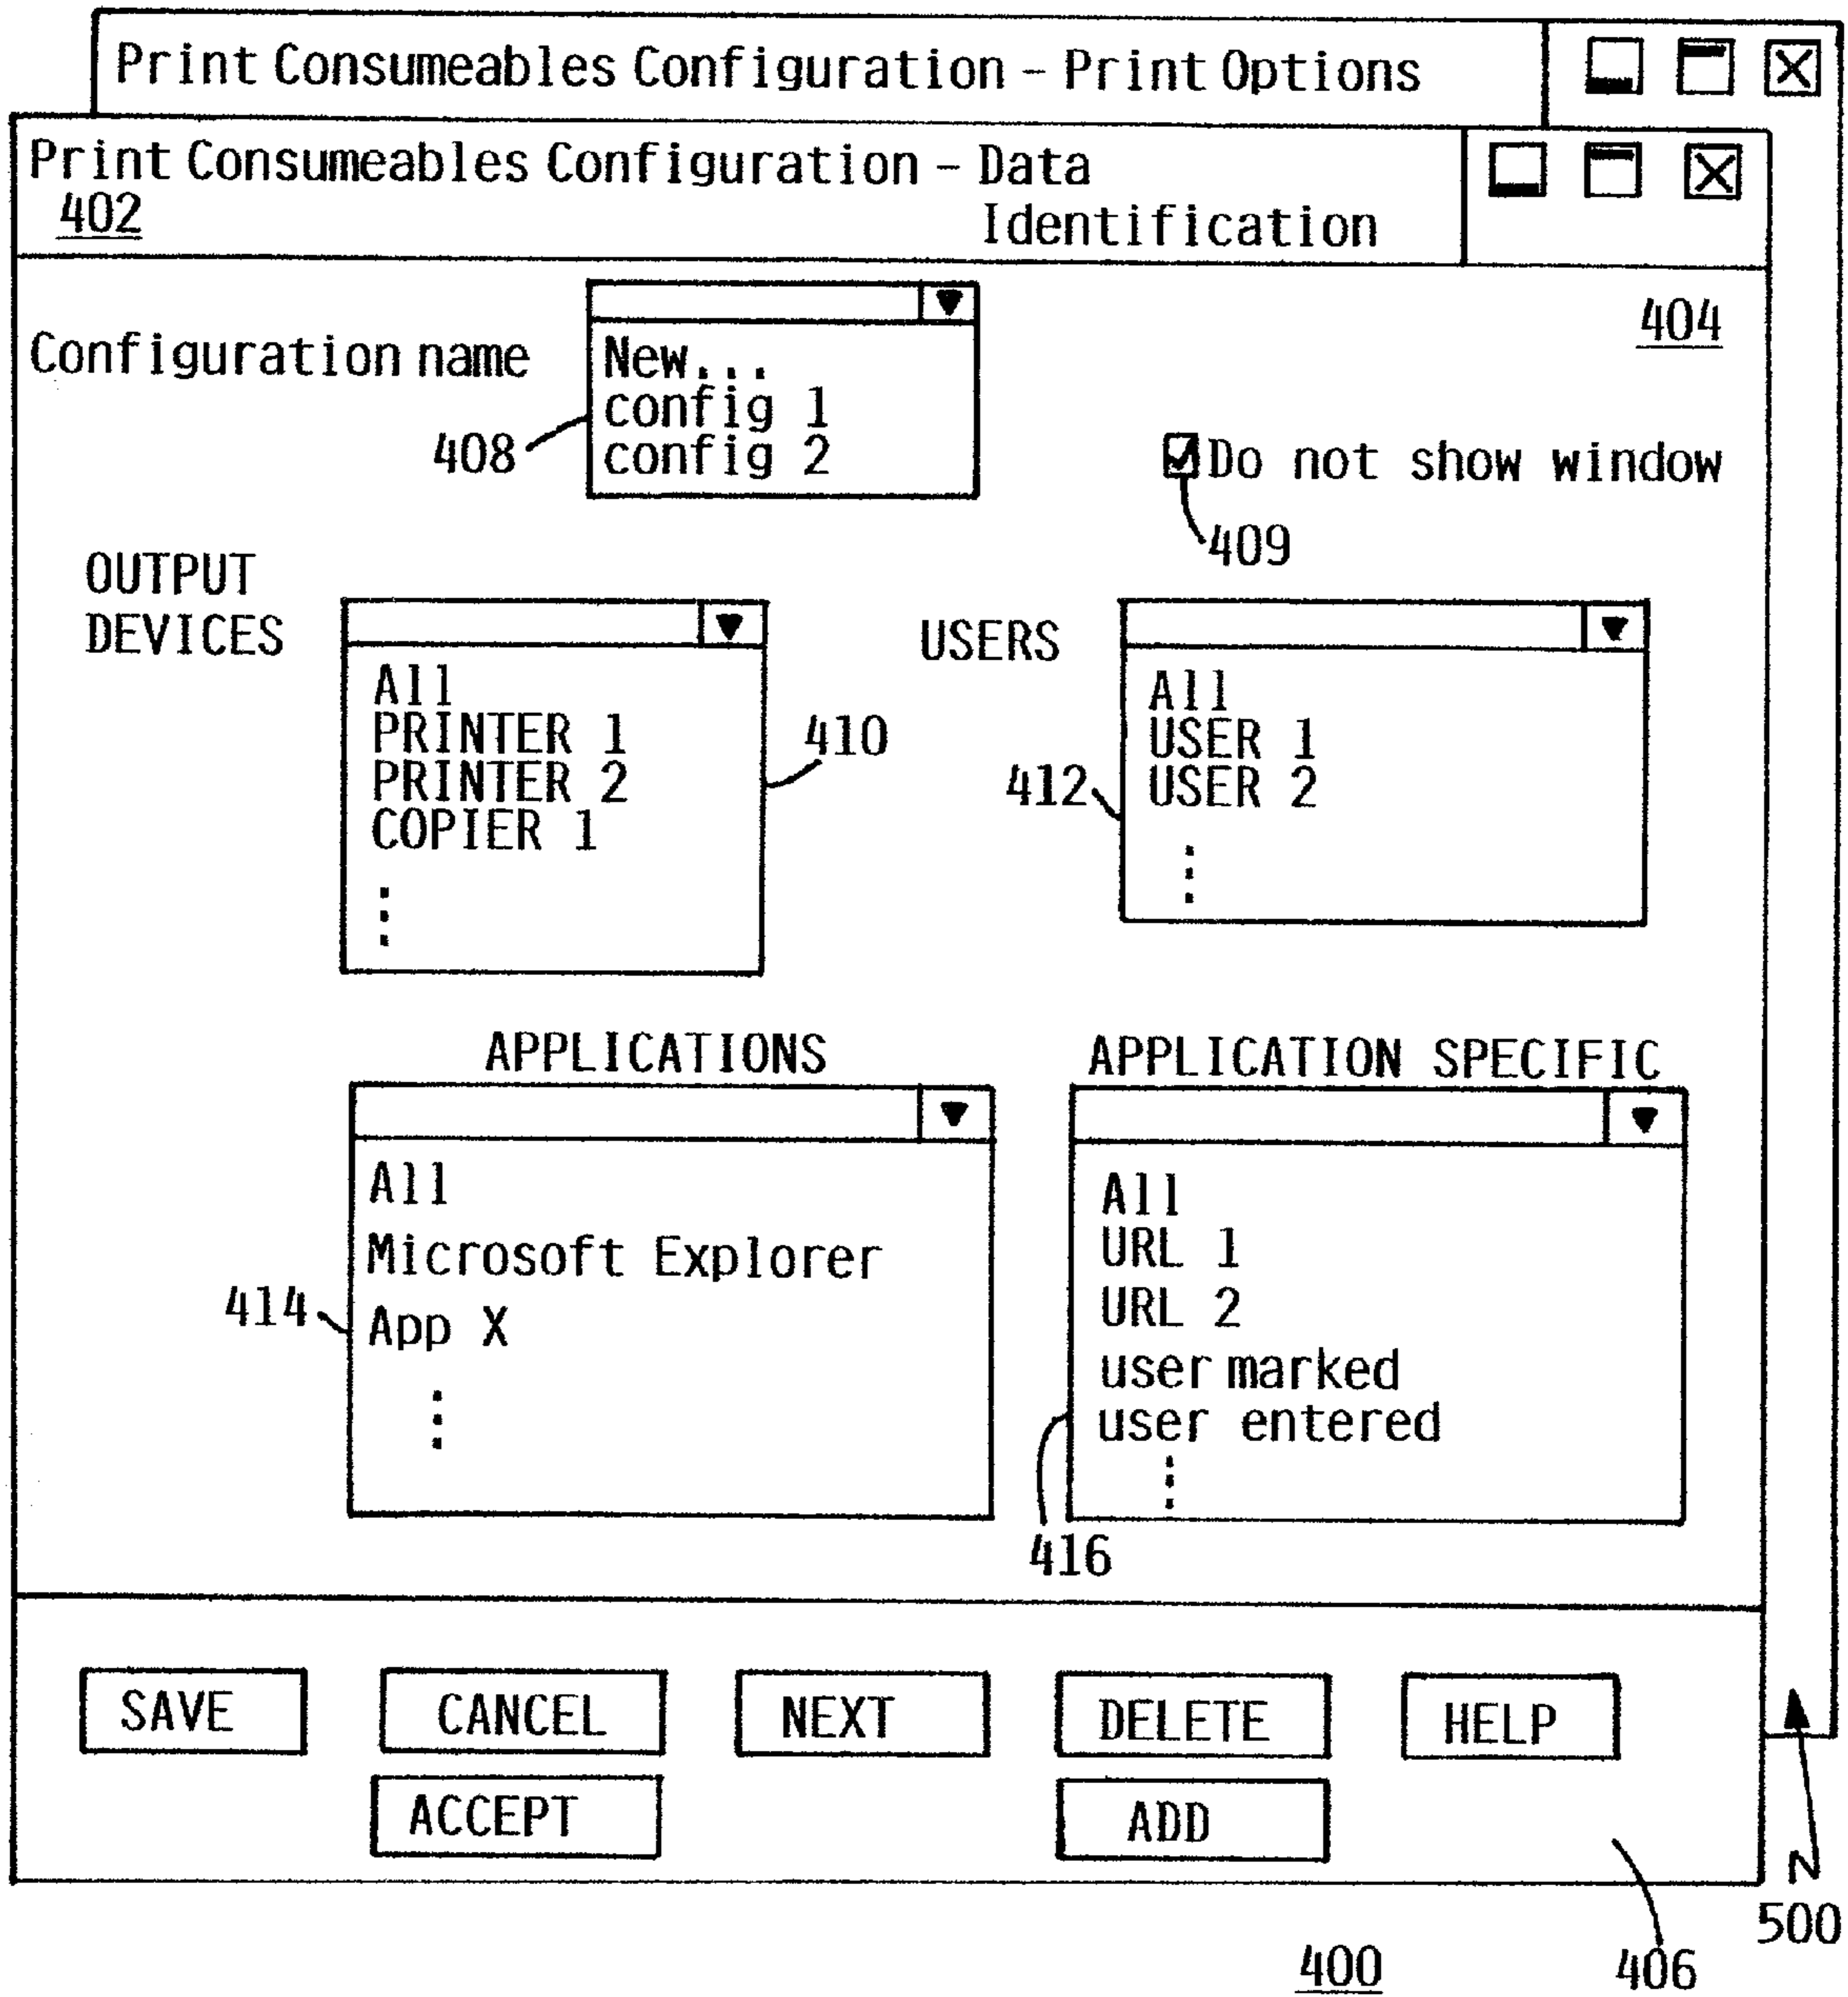 Print Consumeables Configuration – Print Options
Print Consumeables Configuration – Data
Identification
402
404
Configuration name
New...
config 1
config 2
408
Do not show window
409
OUTPUT
DEVICES
All
PRINTER 1
PRINTER 2
COPIER 1
410
USERS
All
USER 1
USER 2
412
APPLICATIONS
All
Microsoft Explorer
App X
414
APPLICATION SPECIFIC
All
URL 1
URL 2
user marked
user entered
416
SAVE
CANCEL
NEXT
DELETE
HELP
ACCEPT
ADD
500
406
400